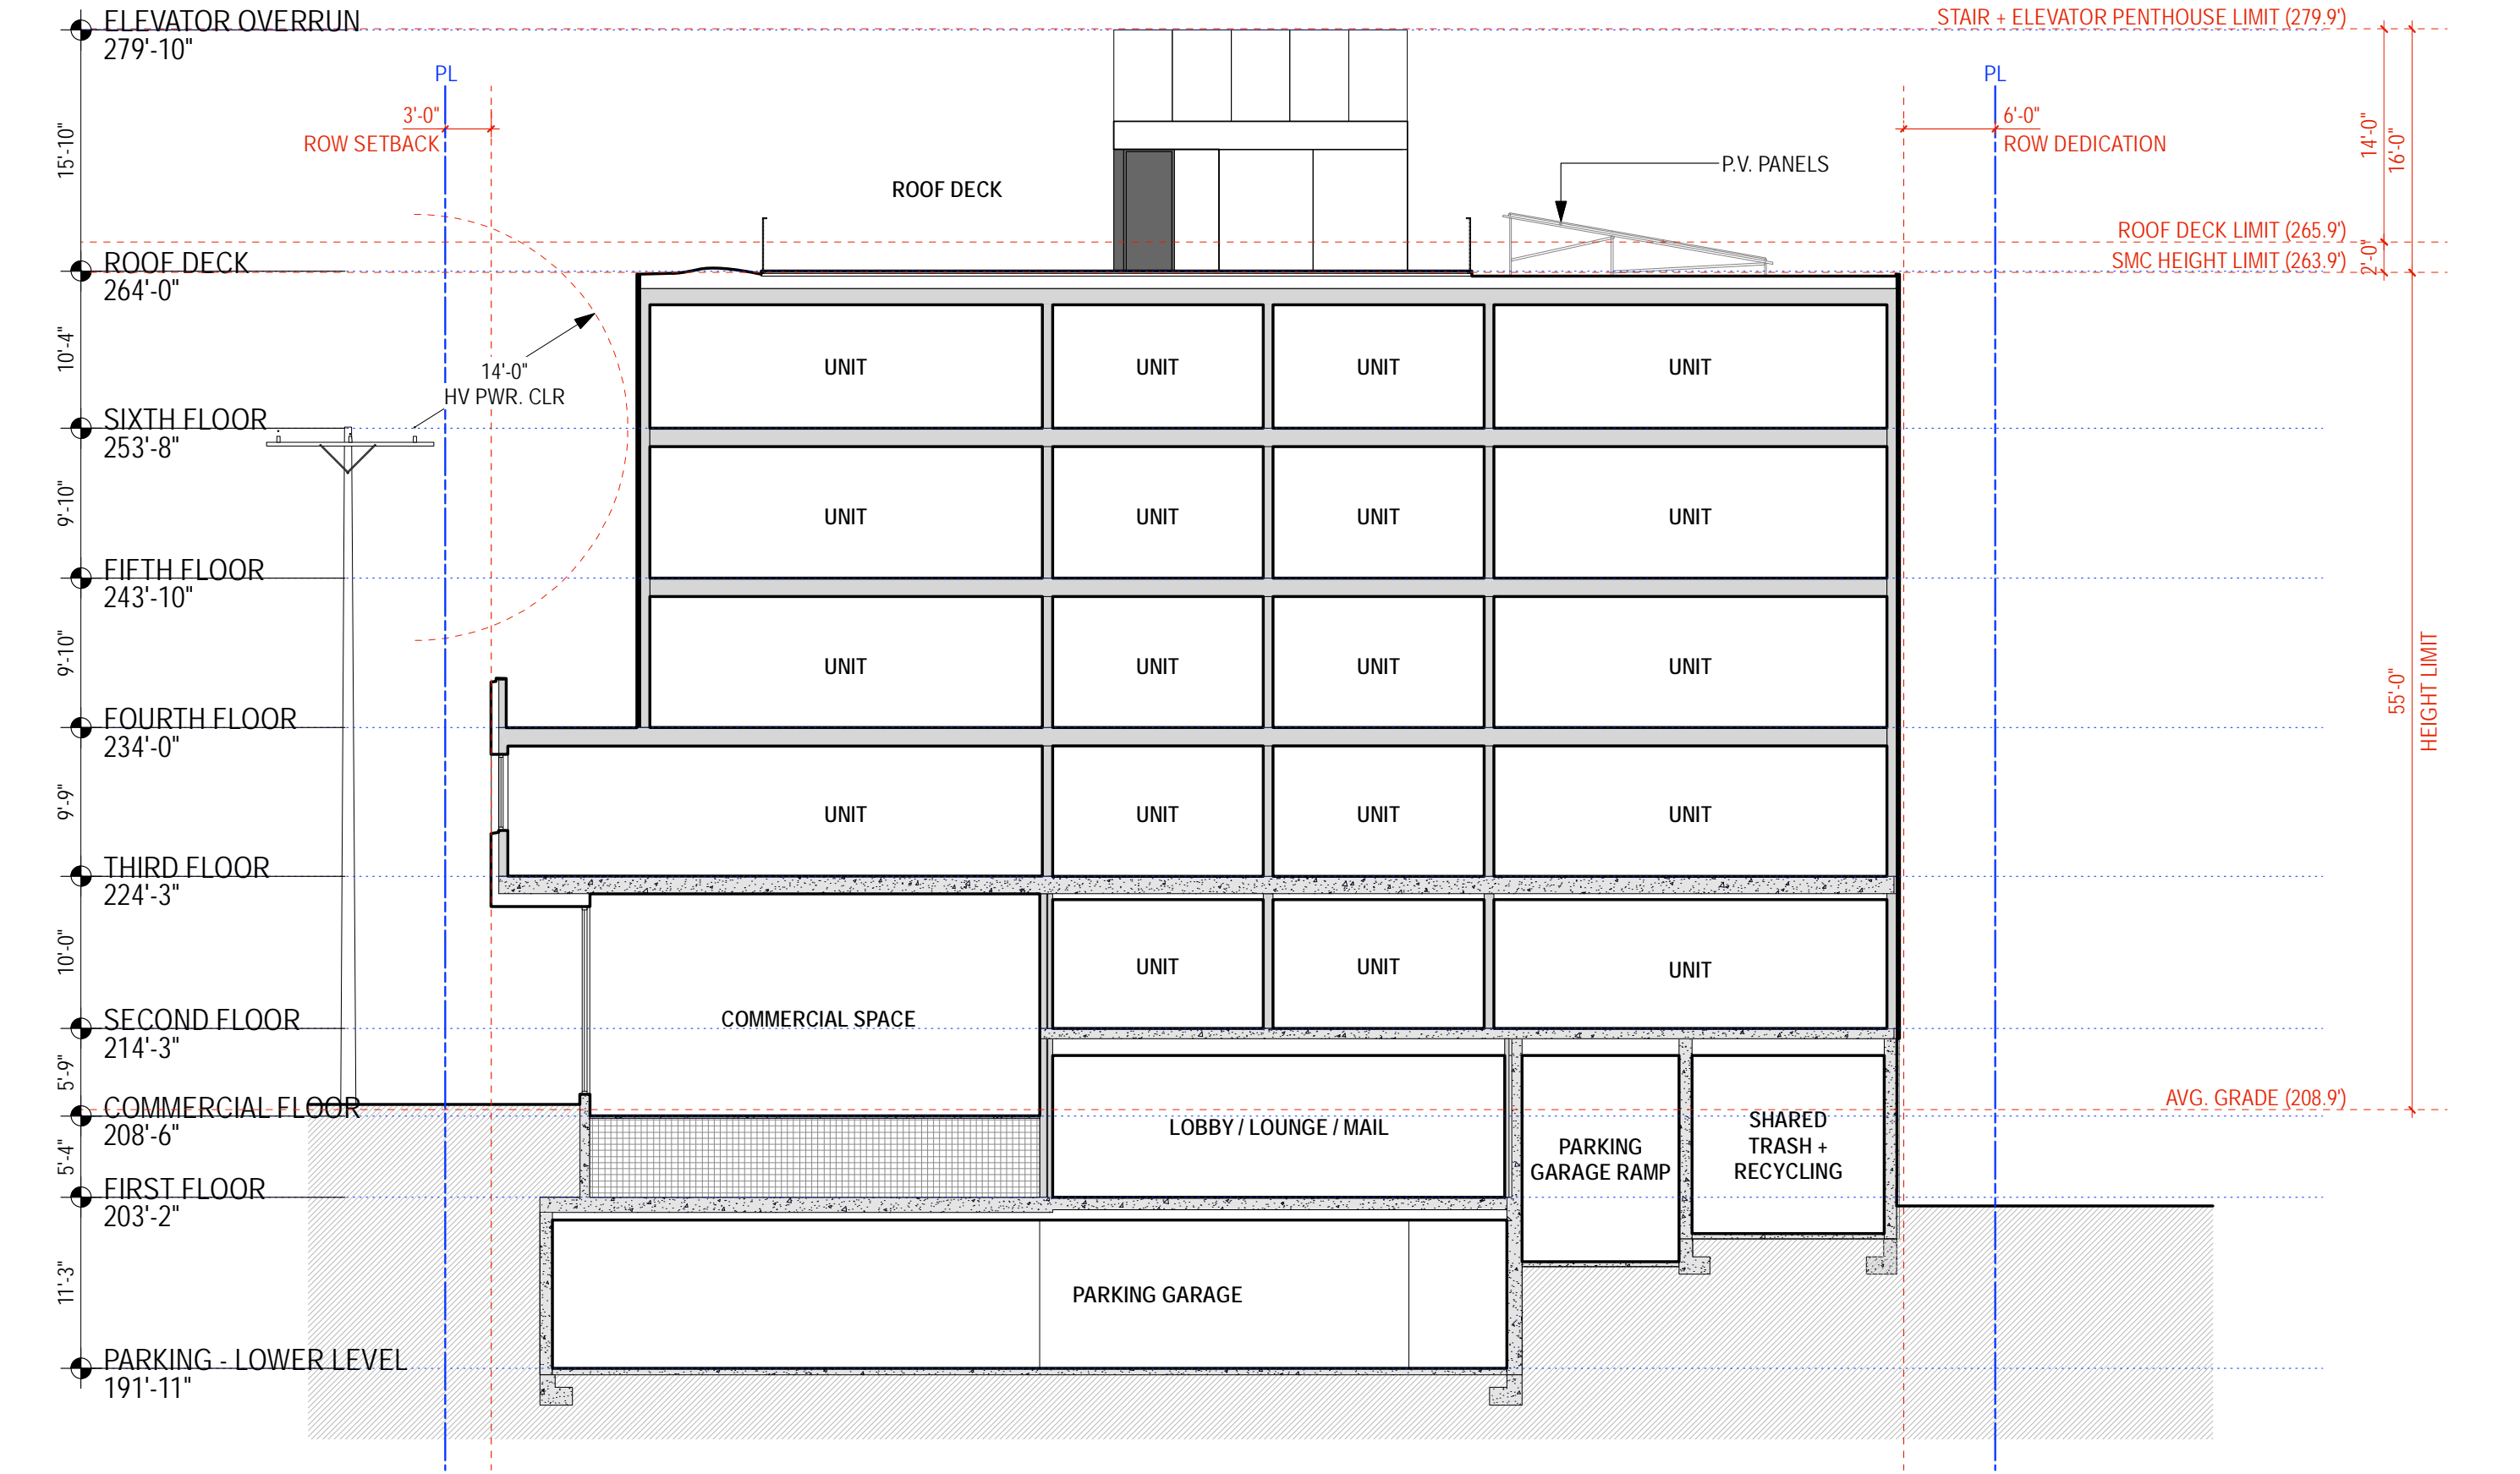 ELEVATOR OVERRUN
279'-10"
STAIR + ELEVATOR PENTHOUSE LIMIT (279.9')
PL
PL
3'-0"
ROW SETBACK
6'-0"
ROW DEDICATION
15'-10"
14'-0"
16'-0"
ROOF DECK
P.V. PANELS
ROOF DECK LIMIT (265.9')
ROOF DECK
264'-0"
SMC HEIGHT LIMIT (263.9')
2'-0"
10'-4"
14'-0"
HV PWR. CLR
UNIT
UNIT
UNIT
UNIT
SIXTH FLOOR
253'-8"
9'-10"
UNIT
UNIT
UNIT
UNIT
FIFTH FLOOR
243'-10"
9'-10"
UNIT
UNIT
UNIT
UNIT
55'-0"
HEIGHT LIMIT
FOURTH FLOOR
234'-0"
9'-9"
UNIT
UNIT
UNIT
UNIT
THIRD FLOOR
224'-3"
10'-0"
UNIT
UNIT
UNIT
COMMERCIAL SPACE
SECOND FLOOR
214'-3"
5'-9"
COMMERCIAL FLOOR
208'-6"
AVG. GRADE (208.9')
LOBBY / LOUNGE / MAIL
PARKING
GARAGE RAMP
SHARED
TRASH +
RECYCLING
5'-4"
FIRST FLOOR
203'-2"
11'-3"
PARKING GARAGE
PARKING - LOWER LEVEL
191'-11"